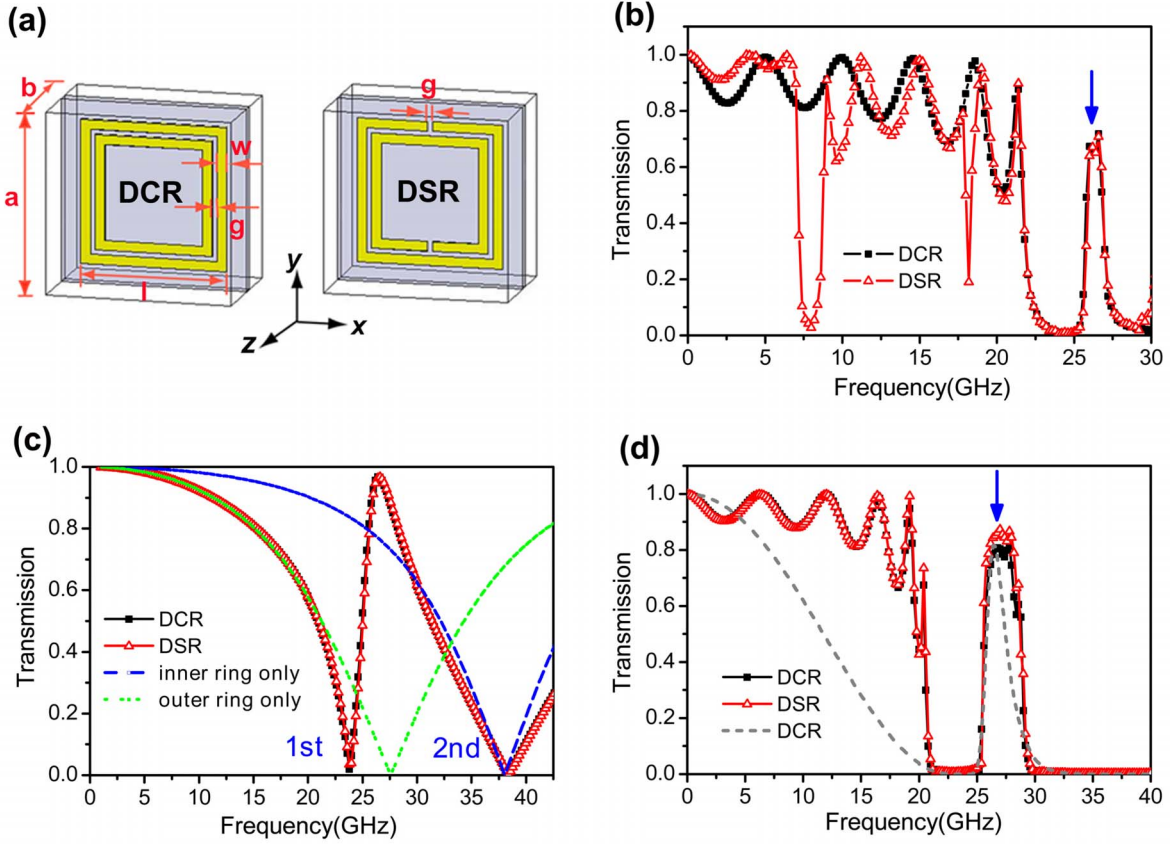 (a)
b
a
DCR
w
g
l
g
DSR
y
x
z
(b)
Transmission
1.0
0.8
0.6
0.4
0.2
0.0
DCR
DSR
0 5 10 15 20 25 30
Frequency(GHz)
(c)
Transmission
1.0
0.8
0.6
0.4
0.2
0.0
DCR
DSR
inner ring only
outer ring only
1st 2nd
0 5 10 15 20 25 30 35 40
Frequency(GHz)
(d)
Transmission
1.0
0.8
0.6
0.4
0.2
0.0
DCR
DSR
DCR
0 5 10 15 20 25 30 35 40
Frequency(GHz)